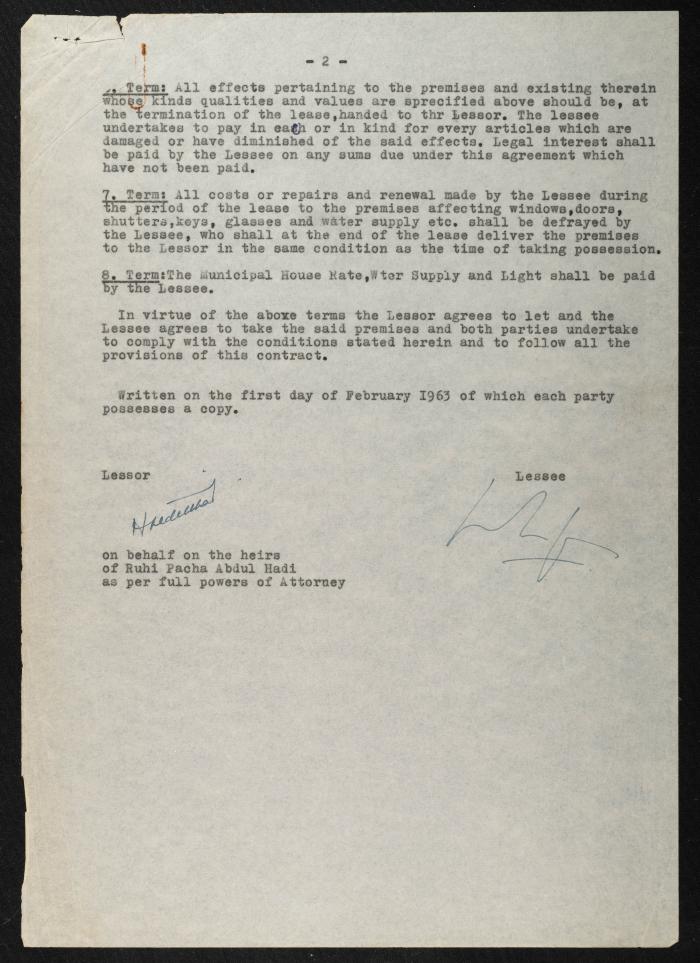 - 2 -
Term: All effects pertaining to the premises and existing therein
whose kinds qualities and values are sprecified above should be, at
the termination of the lease,handed to thr Lessor. The lessee
undertakes to pay in cach or in kind for every articles which are
damaged or have diminished of the said effects. Legal interest shall
be paid by the Lessee on any sums due under this agreement which
have not been paid.
7. Term: All costs or repairs and renewal made by the Lessee during
the period of the lease to the premises affecting windows,doors,
shutters,keys, glasses and water supply etc. shall be defrayed by
the Lessee, who shall at the end of the lease deliver the premises
to the Lessor in the same condition as the time of taking possession.
8. Term:The Municipal House Rate,Wter Supply and Light shall be paid
by the Lessee.
In virtue of the aboxe terms the Lessor agrees to let and the
Lessee agrees to take the said premises and both parties undertake
to comply with the conditions stated herein and to follow all the
provisions of this contract.
Written on the first day of February I963 of which each party
possesses a copy.
Lessor Lessee
on behalf on the heirs
of Ruhi Pacha Abdul Hadi
as per full powers of Attorney